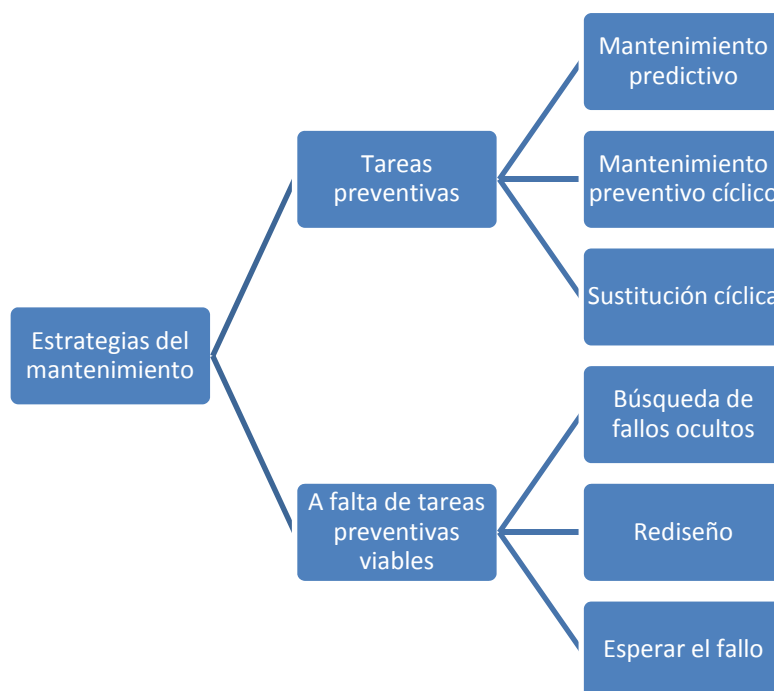 Estrategias del
mantenimiento
Tareas
preventivas
Mantenimiento
predictivo
Mantenimiento
preventivo cíclico
Sustitución cíclica
A falta de tareas
preventivas
viables
Búsqueda de
fallos ocultos
Rediseño
Esperar el fallo